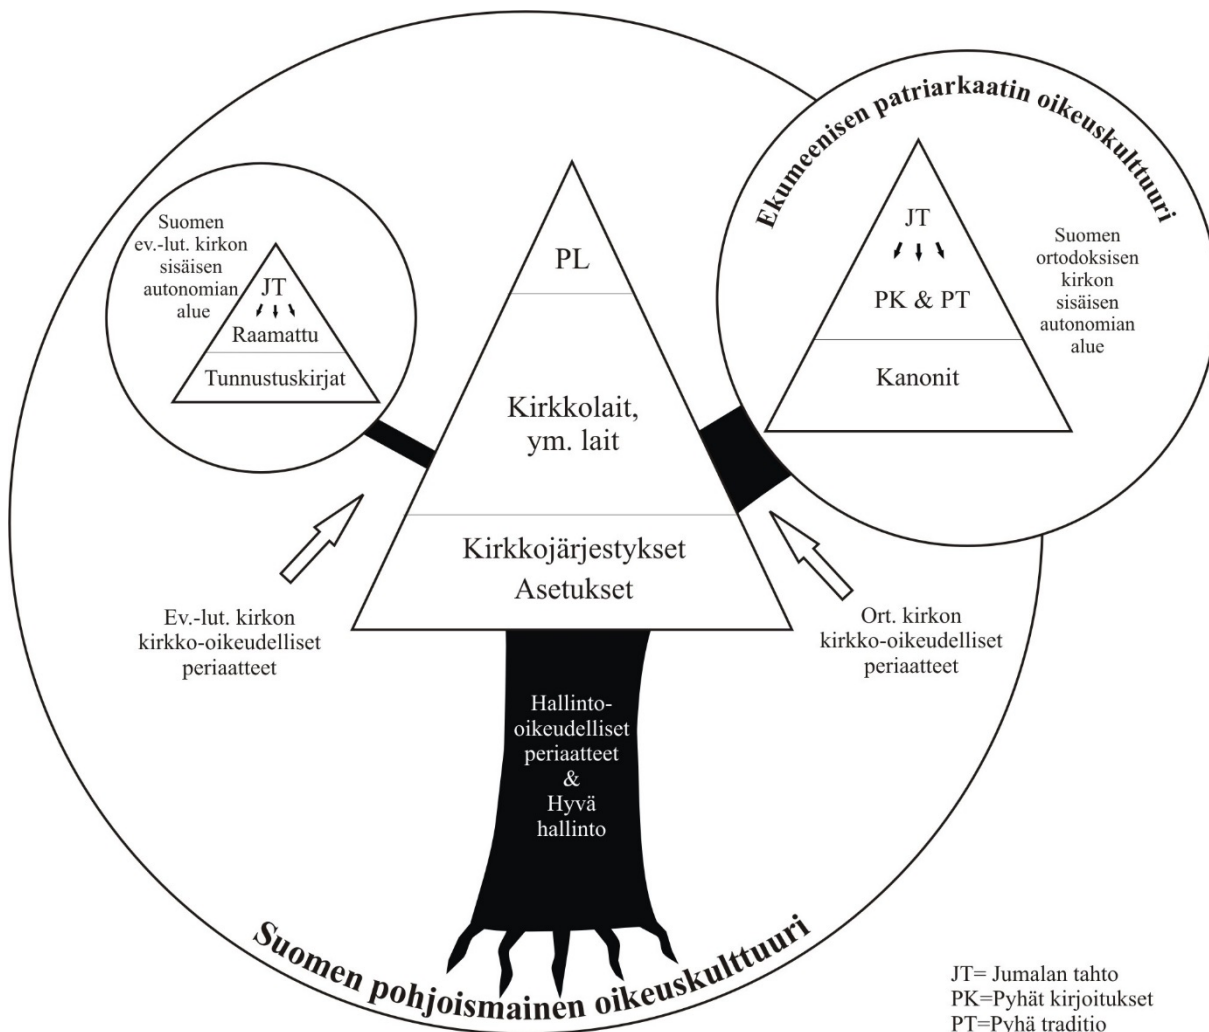 Ekumeenisen patriarkaatin oikeuskulttuuri
Suomen
ev.-lut. kirkon
sisäisen
autonomian
alue
JT
Raamattu
Tunnustuskirjat
PL
Kirkkolait,
ym. lait
Kirkkojärjestykset
Asetukset
JT
PK & PT
Kanonit
Suomen
ortodoksisen
kirkon
sisäisen
autonomian
alue
Ev.-lut. kirkon
kirkko-oikeudelliset
periaatteet
Ort. kirkon
kirkko-oikeudelliset
periaatteet
Hallinto-
oikeudelliset
periaatteet
&
Hyvä
hallinto
Suomen pohjoismainen oikeuskulttuuri
JT= Jumalan tahto
PK=Pyhät kirjoitukset
PT=Pyhä traditio